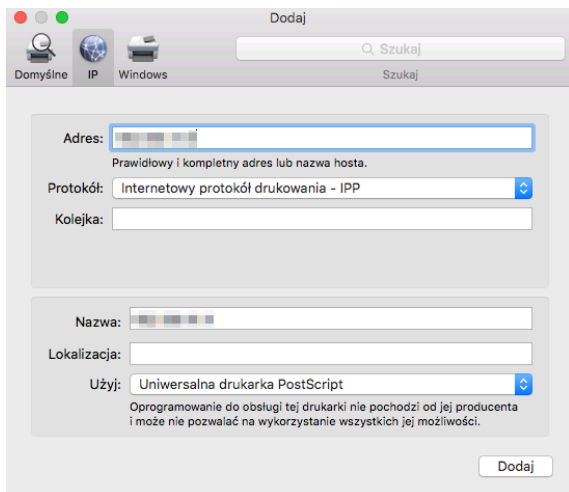 Dodaj
Domyślne
IP
Windows
Szukaj
Szukaj
Adres:
Prawidłowy i kompletny adres lub nazwa hosta.
Protokół: Internetowy protokół drukowania - IPP
Kolejka:
Nazwa:
Lokalizacja:
Użyj: Uniwersalna drukarka PostScript
Oprogramowanie do obsługi tej drukarki nie pochodzi od jej producenta
i może nie pozwalać na wykorzystanie wszystkich jej możliwości.
Dodaj